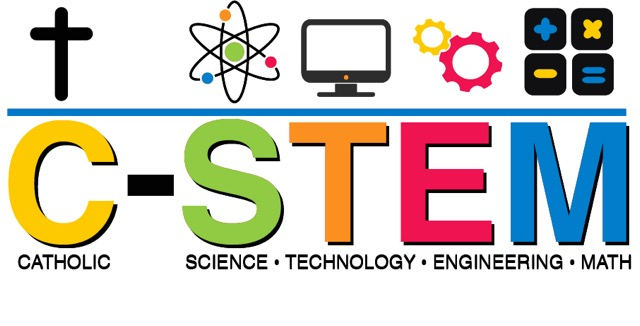 C-STEM
CATHOLIC SCIENCE • TECHNOLOGY • ENGINEERING • MATH